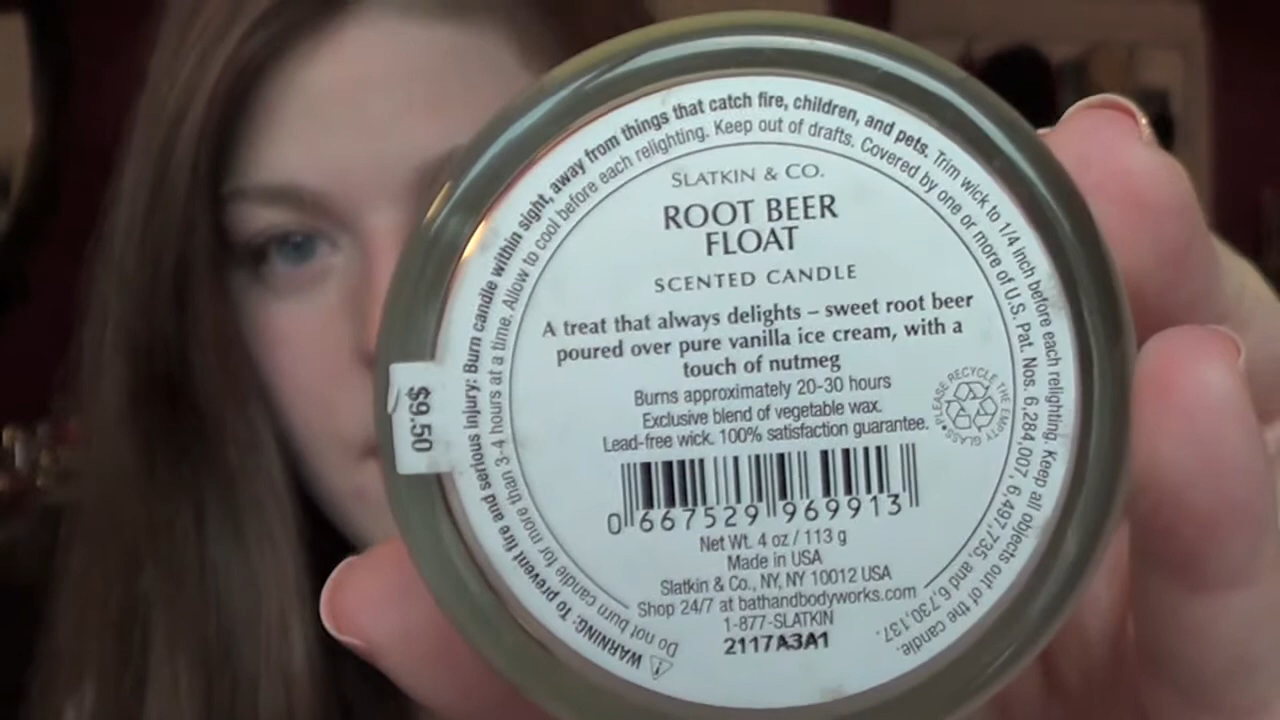 SLATKIN & CO.
ROOT BEER
FLOAT
SCENTED CANDLE
A treat that always delights – sweet root beer
poured over pure vanilla ice cream, with a
touch of nutmeg
Burns approximately 20-30 hours
Exclusive blend of vegetable wax.
Lead-free wick. 100% satisfaction guarantee.
0 667529 969913
Net Wt. 4 oz / 113 g
Made in USA
Slatkin & Co., NY, NY 10012 USA
Shop 24/7 at bathandbodyworks.com
1-877-SLATKIN
2117A3A1
WARNING: To prevent fire and serious injury: Burn candle within sight, away from things that catch fire, children, and pets. Trim wick to 1/4 inch before each relighting. Keep all objects out of the candle.
Do not burn candle for more than 3-4 hours at a time. Allow to cool before each relighting. Keep out of drafts. Covered by one or more of U.S. Pat. Nos. 6,284,007, 6,497,735, and 6,730,137.
PLEASE RECYCLE THE EMPTY GLASS
$9.50